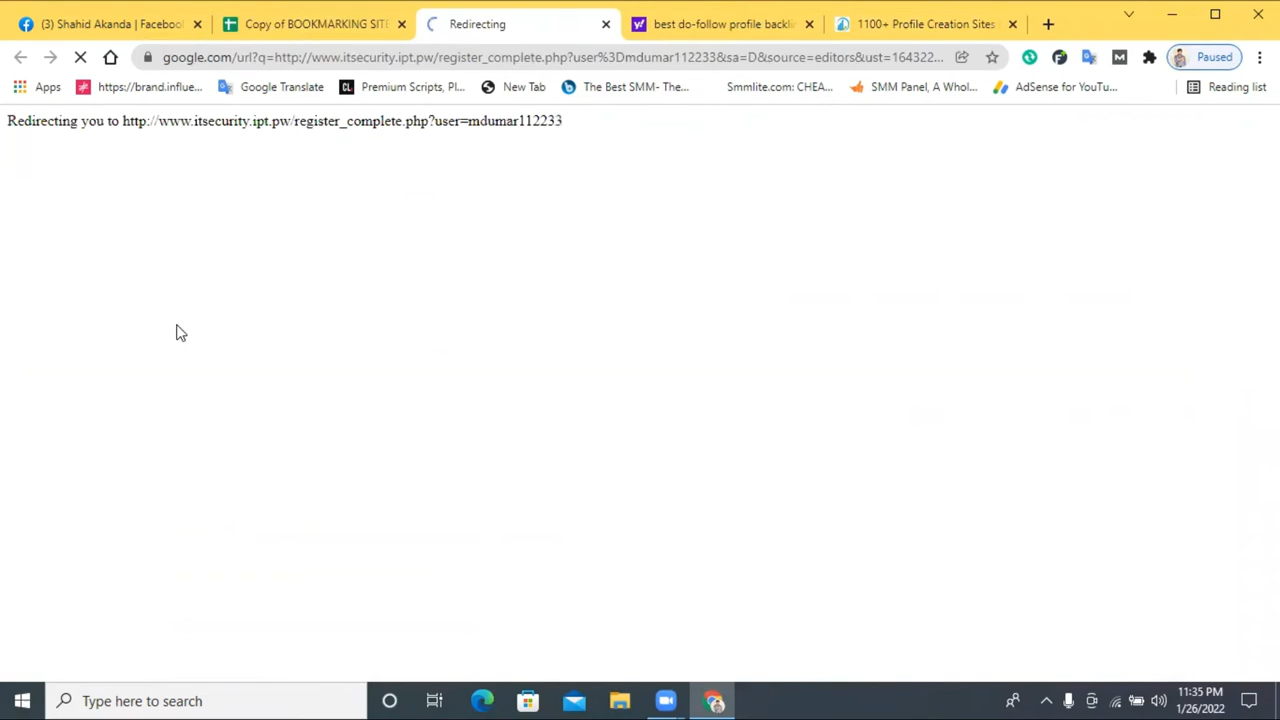 (3) Shahid Akanda | Facebook
Copy of BOOKMARKING SITE
Redirecting
best do-follow profile backli
1100+ Profile Creation Sites
google.com/url?q=http://www.itsecurity.ipt.pw/register_complete.php?user%3Dmdumar112233&sa=D&source=editors&ust=164322...
Paused
Apps
https://brand.influe...
Google Translate
CL
Premium Scripts, Pl...
New Tab
The Best SMM- The...
Smmlite.com: CHEA...
SMM Panel, A Whol...
AdSense for YouTu...
Reading list
Redirecting you to http://www.itsecurity.ipt.pw/register_complete.php?user=mdumar112233
Type here to search
11:35 PM
1/26/2022